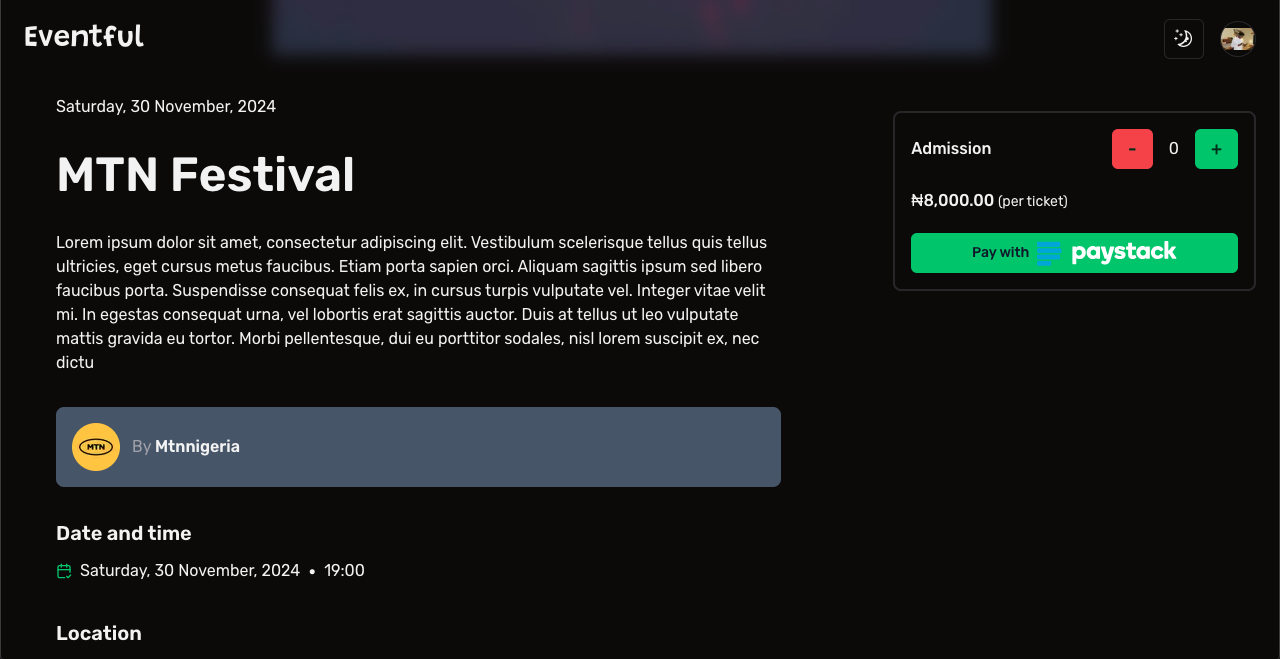 Eventful
Saturday, 30 November, 2024
MTN Festival
Lorem ipsum dolor sit amet, consectetur adipiscing elit. Vestibulum scelerisque tellus quis tellus
ultricies, eget cursus metus faucibus. Etiam porta sapien orci. Aliquam sagittis ipsum sed libero
faucibus porta. Suspendisse consequat felis ex, in cursus turpis vulputate vel. Integer vitae velit
mi. In egestas consequat urna, vel lobortis erat sagittis auctor. Duis at tellus ut leo vulputate
mattis gravida eu tortor. Morbi pellentesque, dui eu porttitor sodales, nisl lorem suscipit ex, nec
dictu
MTN
By Mtnnigeria
Date and time
Saturday, 30 November, 2024 • 19:00
Location
Admission - 0 +
₦8,000.00 (per ticket)
Pay with paystack